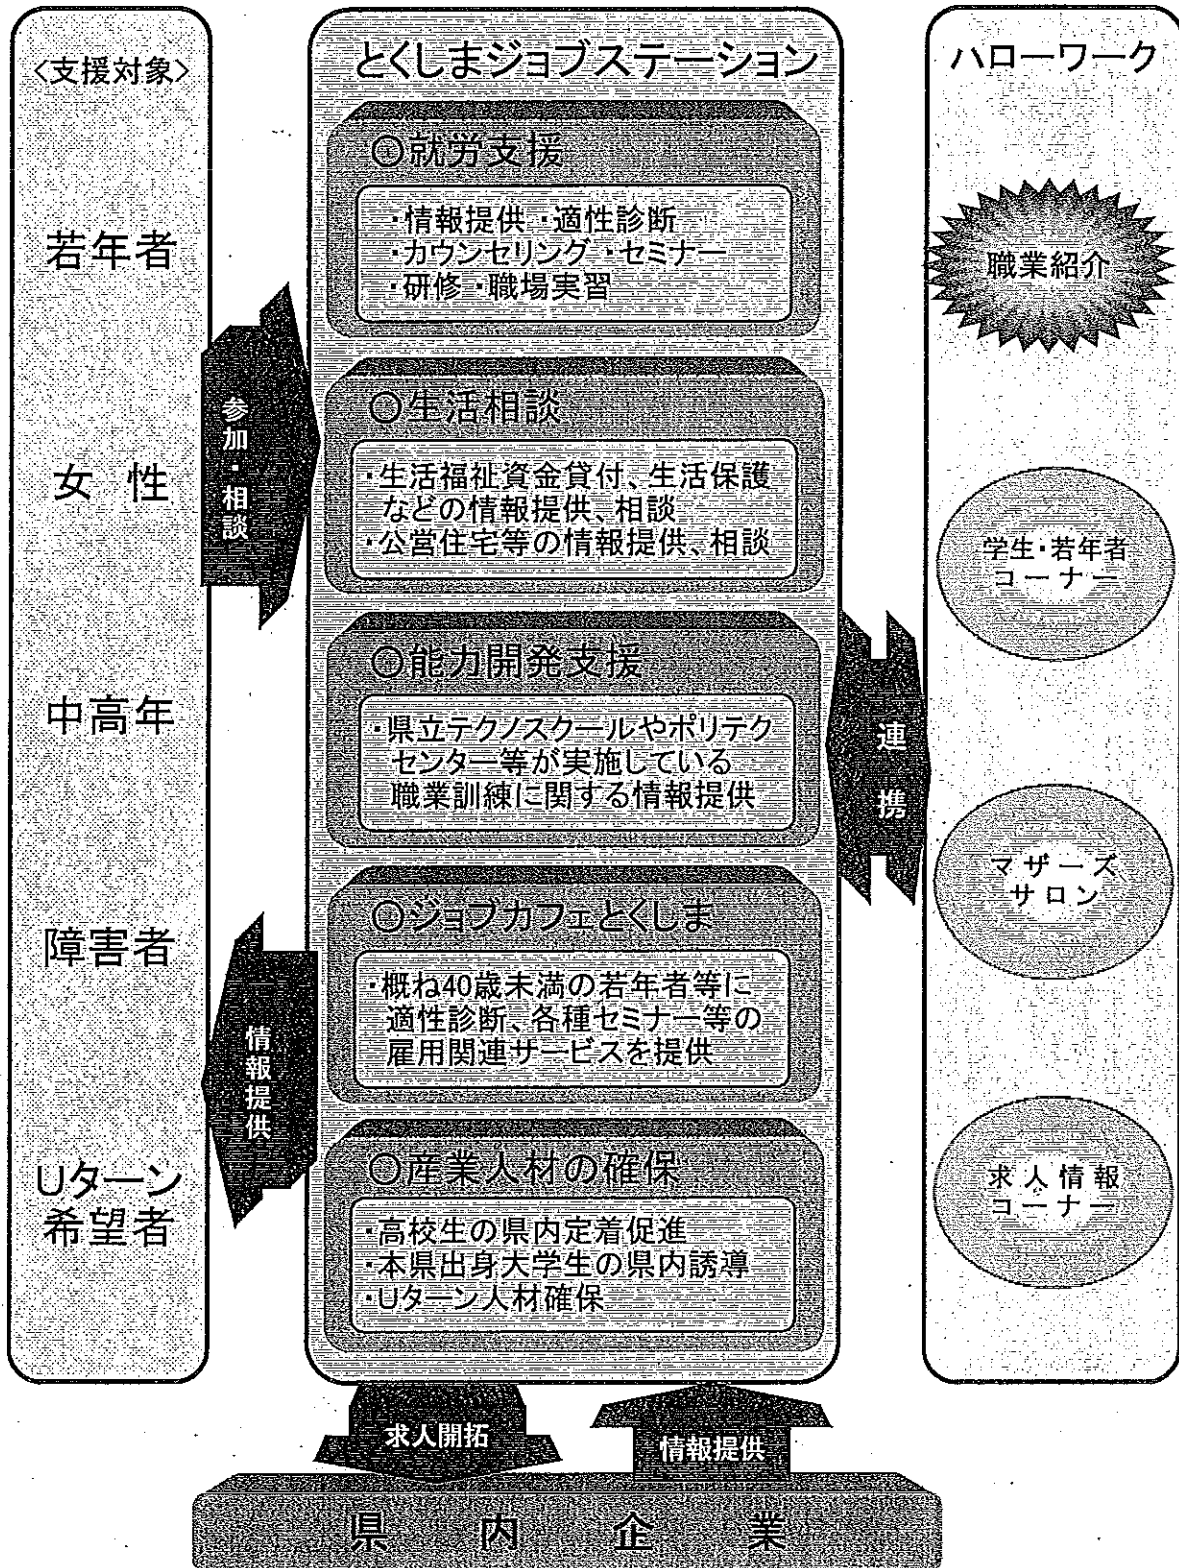 <支援対象>
若年者
女性
中高年
障害者
Uターン
希望者
参加・相談
情報提供
とくしまジョブステーション
○就労支援
・情報提供・適性診断
・カウンセリング・セミナー
・研修・職場実習
○生活相談
・生活福祉資金貸付、生活保護
などの情報提供、相談
・公営住宅等の情報提供、相談
○能力開発支援
・県立テクノスクールやポリテク
センター等が実施している
職業訓練に関する情報提供
○ジョブカフェとくしま
・概ね40歳未満の若年者等に
適性診断、各種セミナー等の
雇用関連サービスを提供
○産業人材の確保
・高校生の県内定着促進
・本県出身大学生の県内誘導
・Uターン人材確保
連携
ハローワーク
職業紹介
学生・若年者
コーナー
マザーズ
サロン
求人情報
コーナー
求人開拓
情報提供
県内企業